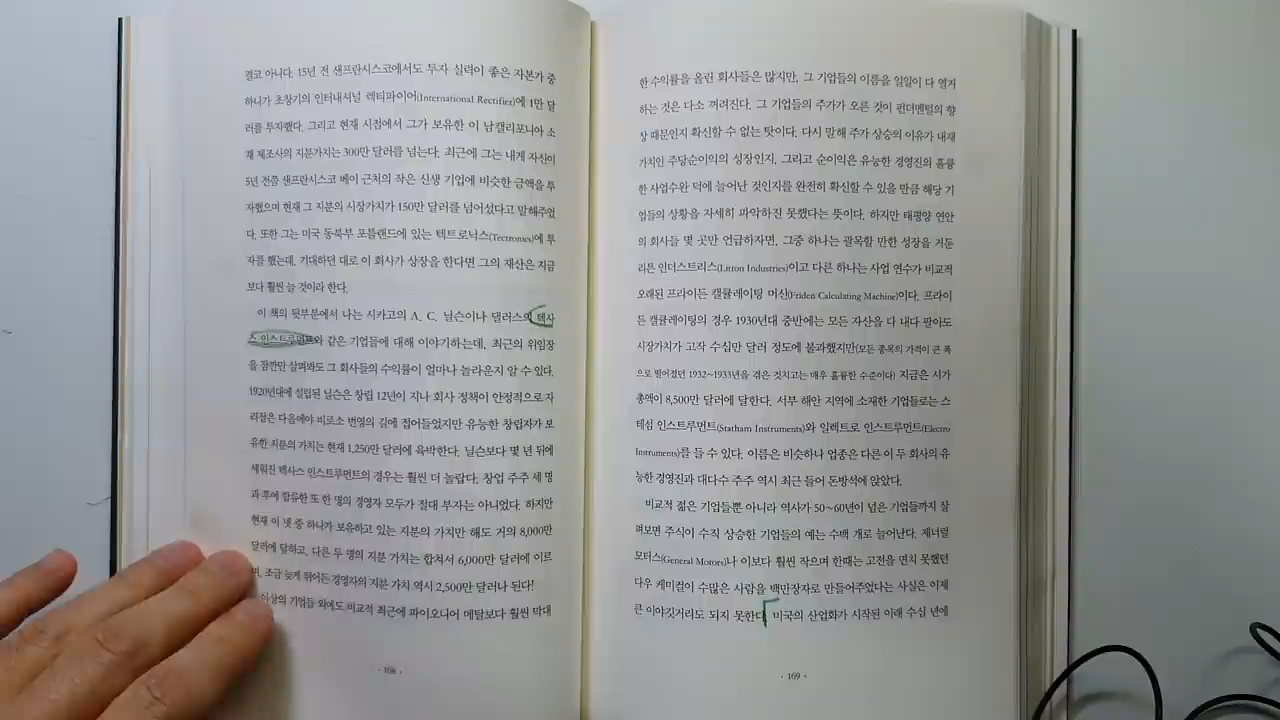 결코 아니다. 15년 전 샌프란시스코에서도 투자 실력이 좋은 자본가 중
하나가 초창기의 인터내셔널 렉티파이어(International Rectifier)에 1만 달
러를 투자했다. 그리고 현재 시점에서 그가 보유한 이 남캘리포니아 소
재 제조사의 지분가치는 300만 달러를 넘는다. 최근에 그는 내게 자신이
5년 전쯤 샌프란시스코 베이 근처의 작은 신생 기업에 비슷한 금액을 투
자했으며 현재 그 지분의 시장가치가 150만 달러를 넘어섰다고 말해주었
다. 또한 그는 미국 동북부 포틀랜드에 있는 텍트로닉스(Tectronics)에 투
자를 했는데, 기대하던 대로 이 회사가 상장을 한다면 그의 재산은 지금
보다 훨씬 늘 것이라 한다.
이 책의 뒷부분에서 나는 시카고의 A. C. 닐슨이나 댈러스의 텍사
스 인스트루먼트와 같은 기업들에 대해 이야기하는데, 최근의 위임장
을 잠깐만 살펴봐도 그 회사들의 수익률이 얼마나 놀라운지 알 수 있다.
1920년대에 설립된 닐슨은 창립 12년이 지나 회사 정책이 안정적으로 자
리잡은 다음에야 비로소 번영의 길에 접어들었지만 유능한 창립자가 보
유한 지분의 가치는 현재 1,250만 달러에 육박한다. 닐슨보다 몇 년 뒤에
세워진 텍사스 인스트루먼트의 경우는 훨씬 더 놀랍다. 창업 주주 세 명
과 후에 합류한 또 한 명의 경영자 모두가 절대 부자는 아니었다. 하지만
현재 이 넷 중 하나가 보유하고 있는 지분의 가치만 해도 거의 8,000만
달러에 달하고, 다른 두 명의 지분 가치는 합쳐서 6,000만 달러에 이르
며, 조금 늦게 뛰어든 경영자의 지분 가치 역시 2,500만 달러나 된다!
이상의 기업들 외에도 비교적 최근에 파이오니어 메탈보다 훨씬 막대
· 168 ·
한 수익률을 올린 회사들은 많지만, 그 기업들의 이름을 일일이 다 열거
하는 것은 다소 꺼려진다. 그 기업들의 주가가 오른 것이 펀더멘털의 향
상 때문인지 확신할 수 없는 탓이다. 다시 말해 주가 상승의 이유가 내재
가치인 주당순이익의 성장인지, 그리고 순이익은 유능한 경영진의 훌륭
한 사업수완 덕에 늘어난 것인지를 완전히 확신할 수 있을 만큼 해당 기
업들의 상황을 자세히 파악하진 못했다는 뜻이다. 하지만 태평양 연안
의 회사들 몇 곳만 언급하자면, 그중 하나는 괄목할 만한 성장을 거둔
리튼 인더스트리스(Litton Industries)이고 다른 하나는 사업 연수가 비교적
오래된 프라이든 캘큘레이팅 머신(Friden Calculating Machine)이다. 프라이
든 캘큘레이팅의 경우 1930년대 중반에는 모든 자산을 다 내다 팔아도
시장가치가 고작 수십만 달러 정도에 불과했지만(모든 종목의 가격이 큰 폭
으로 떨어졌던 1932~1933년을 겪은 것치고는 매우 훌륭한 수준이다) 지금은 시가
총액이 8,500만 달러에 달한다. 서부 해안 지역에 소재한 기업들로는 스
태섬 인스트루먼트(Statham Instruments)와 일렉트로 인스트루먼트(Electro
Instruments)를 들 수 있다. 이름은 비슷하나 업종은 다른 이 두 회사의 유
능한 경영진과 대다수 주주 역시 최근 들어 돈방석에 앉았다.
비교적 젊은 기업들뿐 아니라 역사가 50~60년이 넘은 기업들까지 살
펴보면 주식이 수직 상승한 기업들의 예는 수백 개로 늘어난다. 제너럴
모터스(General Motors)나 이보다 훨씬 작으며 한때는 고전을 면치 못했던
다우 케미컬이 수많은 사람을 백만장자로 만들어주었다는 사실은 이제
큰 이야깃거리도 되지 못한다. 미국의 산업화가 시작된 이래 수십 년에
· 169 ·